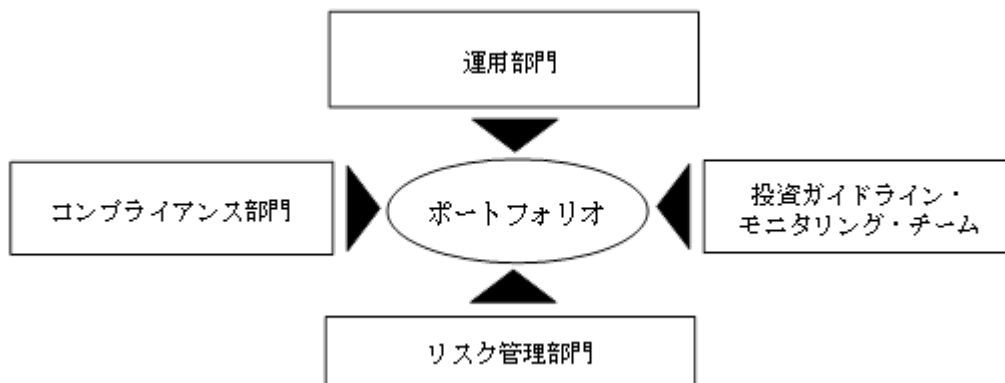 運用部門
コンプライアンス部門
ポートフォリオ
投資ガイドライン・
モニタリング・チーム
リスク管理部門